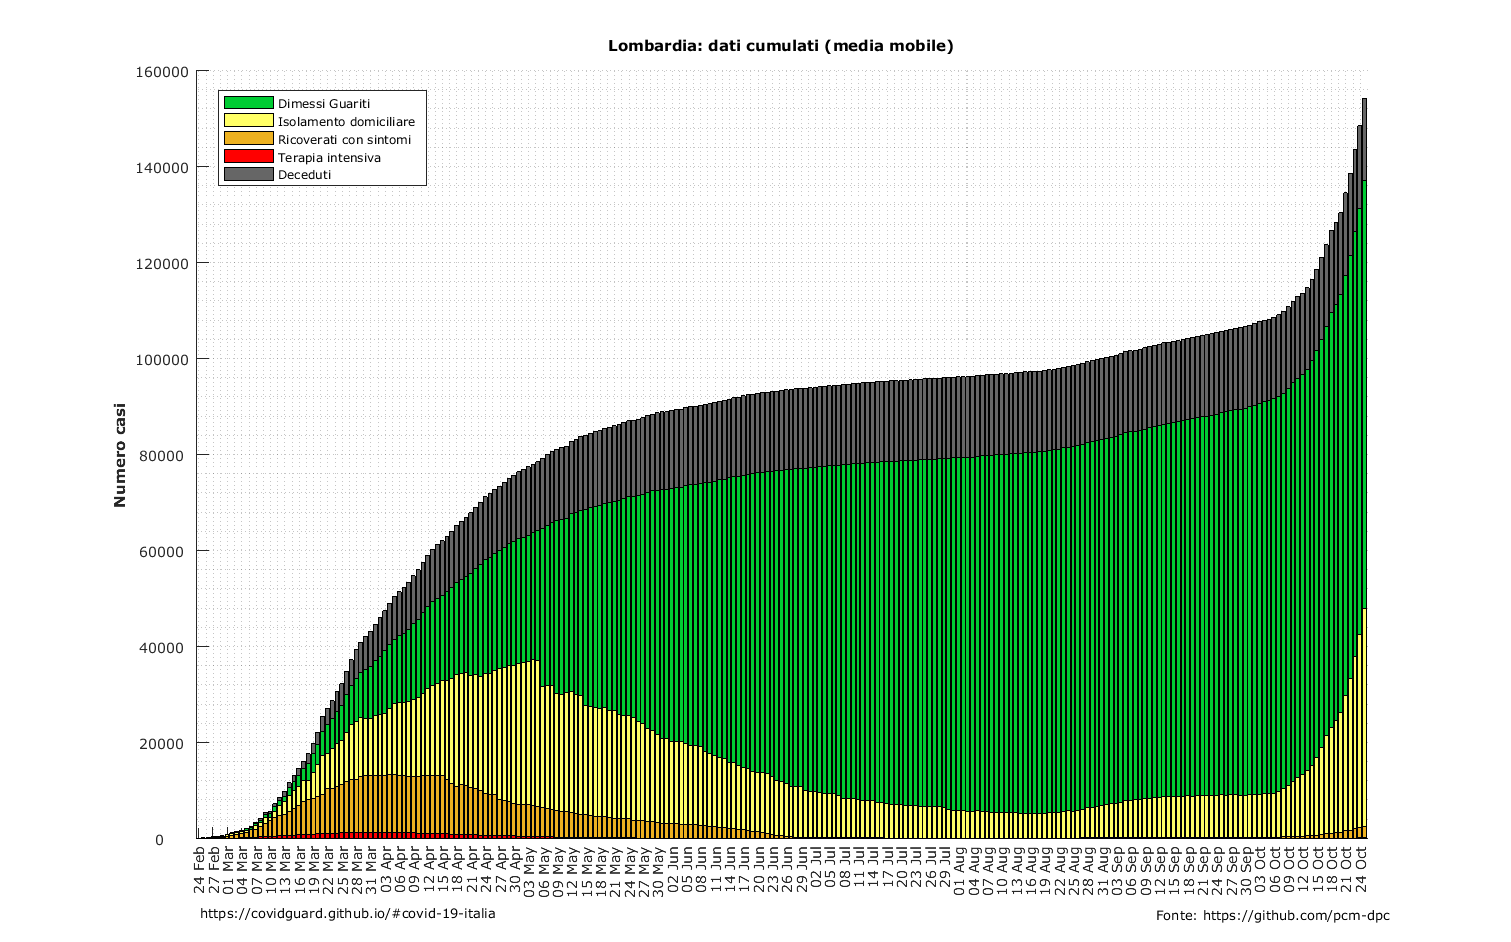 Lombardia: dati cumulati (media mobile)
160000
140000
120000
100000
80000
60000
40000
20000
0
Numero casi
Dimessi Guariti
Isolamento domiciliare
Ricoverati con sintomi
Terapia intensiva
Deceduti
24 Feb
27 Feb
01 Mar
04 Mar
07 Mar
10 Mar
13 Mar
16 Mar
19 Mar
22 Mar
25 Mar
28 Mar
31 Mar
03 Apr
06 Apr
09 Apr
12 Apr
15 Apr
18 Apr
21 Apr
24 Apr
27 Apr
30 Apr
03 May
06 May
09 May
12 May
15 May
18 May
21 May
24 May
27 May
30 May
02 Jun
05 Jun
08 Jun
11 Jun
14 Jun
17 Jun
20 Jun
23 Jun
26 Jun
29 Jun
02 Jul
05 Jul
08 Jul
11 Jul
14 Jul
17 Jul
20 Jul
23 Jul
26 Jul
29 Jul
01 Aug
04 Aug
07 Aug
10 Aug
13 Aug
16 Aug
19 Aug
22 Aug
25 Aug
28 Aug
31 Aug
03 Sep
06 Sep
09 Sep
12 Sep
15 Sep
18 Sep
21 Sep
24 Sep
27 Sep
30 Sep
03 Oct
06 Oct
09 Oct
12 Oct
15 Oct
18 Oct
21 Oct
24 Oct
https://covidguard.github.io/#covid-19-italia
Fonte: https://github.com/pcm-dpc